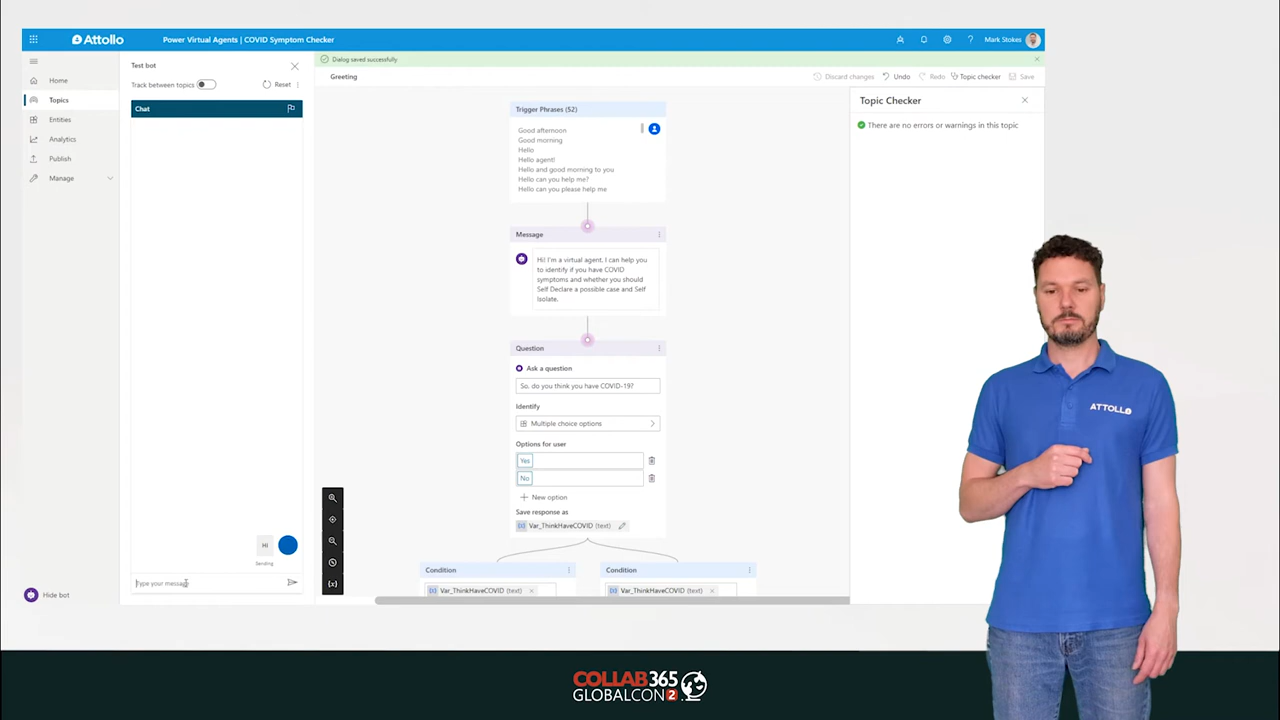 Attollo
Power Virtual Agents | COVID Symptom Checker
?
Mark Stokes
Home
Topics
Entities
Analytics
Publish
Manage
Hide bot
Test bot
Track between topics
Reset
Chat
Hi
Sending
Type your message
Dialog saved successfully
Greeting
Discard changes
Undo
Redo
Topic checker
Save
Trigger Phrases (52)
Good afternoon
Good morning
Hello
Hello agent!
Hello and good morning to you
Hello can you help me?
Hello can you please help me
Message
Hi! I'm a virtual agent. I can help you
to identify if you have COVID
symptoms and whether you should
Self Declare a possible case and Self
Isolate.
Question
Ask a question
So, do you think you have COVID-19?
Identify
Multiple choice options
Options for user
Yes
No
New option
Save response as
{x} Var_ThinkHaveCOVID (text)
Condition
{x} Var_ThinkHaveCOVID (text)
Condition
{x} Var_ThinkHaveCOVID (text)
{x}
Topic Checker
There are no errors or warnings in this topic
ATTOLLO
COLLAB365
GLOBALCON2